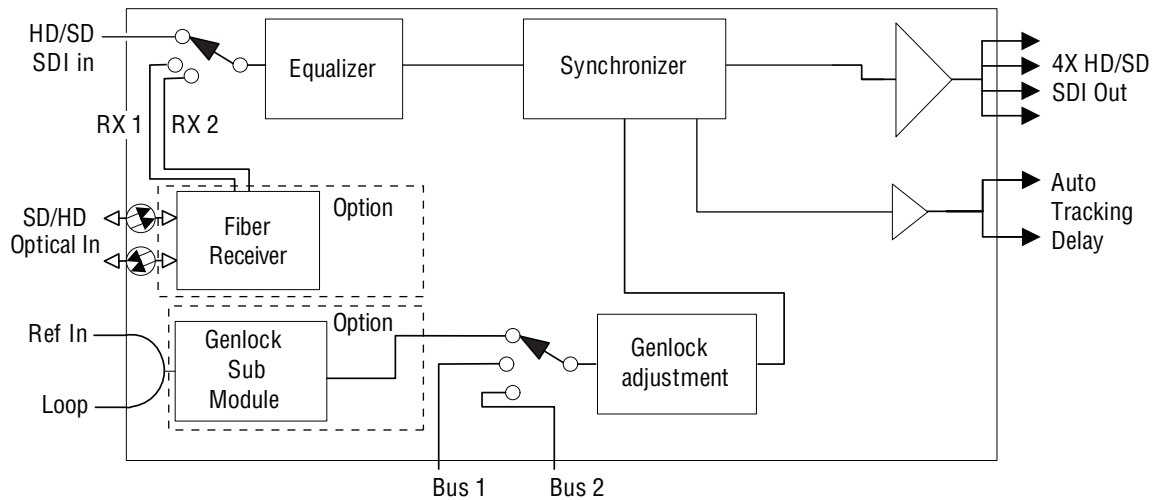 HD/SD
SDI in
Equalizer
Synchronizer
4X HD/SD
SDI Out
RX 1
RX 2
SD/HD
Optical In
Fiber
Receiver
Option
Auto
Tracking
Delay
Ref In
Loop
Genlock
Sub
Module
Option
Genlock
adjustment
Bus 1
Bus 2